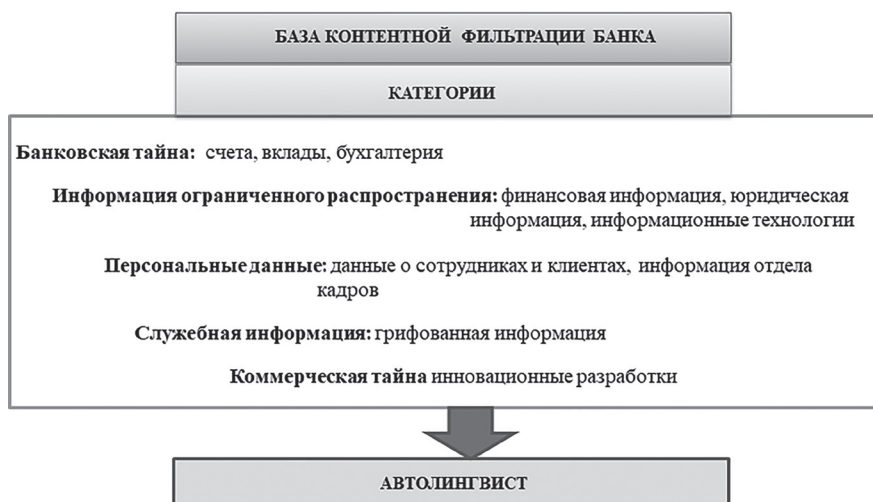 БАЗА КОНТЕНТНОЙ ФИЛЬТРАЦИИ БАНКА
КАТЕГОРИИ
Банковская тайна: счета, вклады, бухгалтерия
Информация ограниченного распространения: финансовая информация, юридическая
информация, информационные технологии
Персональные данные: данные о сотрудниках и клиентах, информация отдела
кадров
Служебная информация: грифованная информация
Коммерческая тайна инновационные разработки
АВТОЛИНГВИСТ